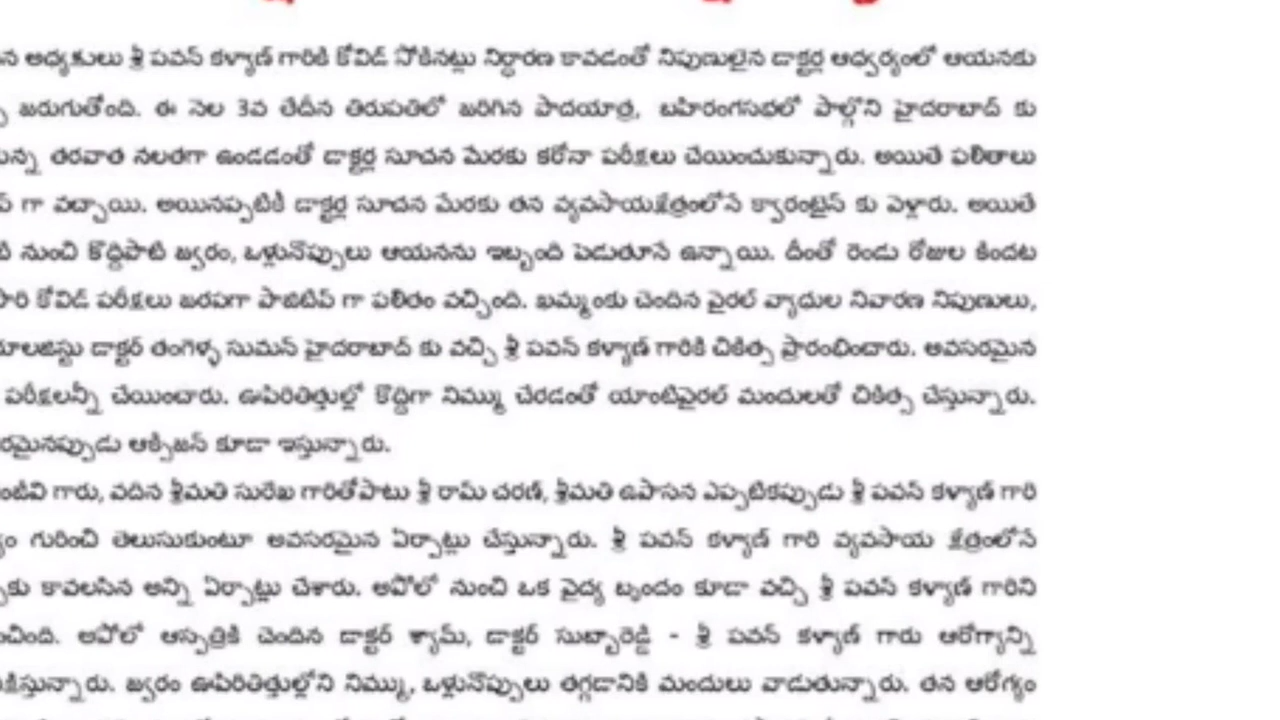 న అధ్యక్షులు శ్రీ పవన్ కళ్యాణ్ గారికి కోవిడ్ సోకినట్లు నిర్ధారణ కావడంతో నిపుణులైన డాక్టర్ల ఆధ్వర్యంలో ఆయనకు
జరుగుతోంది. ఈ నెల 3వ తేదీన తిరుపతిలో జరిగిన పాదయాత్ర, బహిరంగసభలో పాల్గొని హైదరాబాద్ కు
తరవాత నలతగా ఉండడంతో డాక్టర్ల సూచన మేరకు కరోనా పరీక్షలు చేయించుకున్నారు. అయితే ఫలితాలు
గా వచ్చాయి. అయినప్పటికీ డాక్టర్ల సూచన మేరకు తన వ్యవసాయక్షేత్రంలోనే క్వారంటైన్ కు వెళ్లారు. అయితే
నుంచి కొద్దిపాటి జ్వరం, ఒళ్లునొప్పులు ఆయనను ఇబ్బంది పెడుతూనే ఉన్నాయి. దీంతో రెండు రోజుల కిందట
కోవిడ్ పరీక్షలు జరపగా పాజిటివ్ గా ఫలితం వచ్చింది. ఖమ్మంకు చెందిన వైరల్ వ్యాధుల నివారణ నిపుణులు,
డాక్టర్ తంగెళ్ళ సుమన్ హైదరాబాద్ కు వచ్చి శ్రీ పవన్ కళ్యాణ్ గారికి చికిత్స ప్రారంభించారు. అవసరమైన
పరీక్షలన్నీ చేయించారు. ఊపిరితిత్తుల్లో కొద్దిగా నిమ్ము చేరడంతో యాంటివైరల్ మందులతో చికిత్స చేస్తున్నారు.
ఆక్సిజన్ కూడా ఇస్తున్నారు.
గారు, వదిన శ్రీమతి సురేఖ గారితోపాటు శ్రీ రామ్ చరణ్, శ్రీమతి ఉపాసన ఎప్పటికప్పుడు శ్రీ పవన్ కళ్యాణ్ గారి
గురించి తెలుసుకుంటూ అవసరమైన ఏర్పాట్లు చేస్తున్నారు. శ్రీ పవన్ కళ్యాణ్ గారి వ్యవసాయ క్షేత్రంలోనే
కావలసిన అన్ని ఏర్పాట్లు చేశారు. అపోలో నుంచి ఒక వైద్య బృందం కూడా వచ్చి శ్రీ పవన్ కళ్యాణ్ గారిని
అపోలో ఆస్పత్రికి చెందిన డాక్టర్ శ్యామ్, డాక్టర్ సుబ్బారెడ్డి - శ్రీ పవన్ కళ్యాణ్ గారు ఆరోగ్యాన్ని
జ్వరం ఊపిరితిత్తుల్లోని నిమ్ము, ఒళ్లునొప్పులు తగ్గడానికి మందులు వాడుతున్నారు. తన ఆరోగ్యం